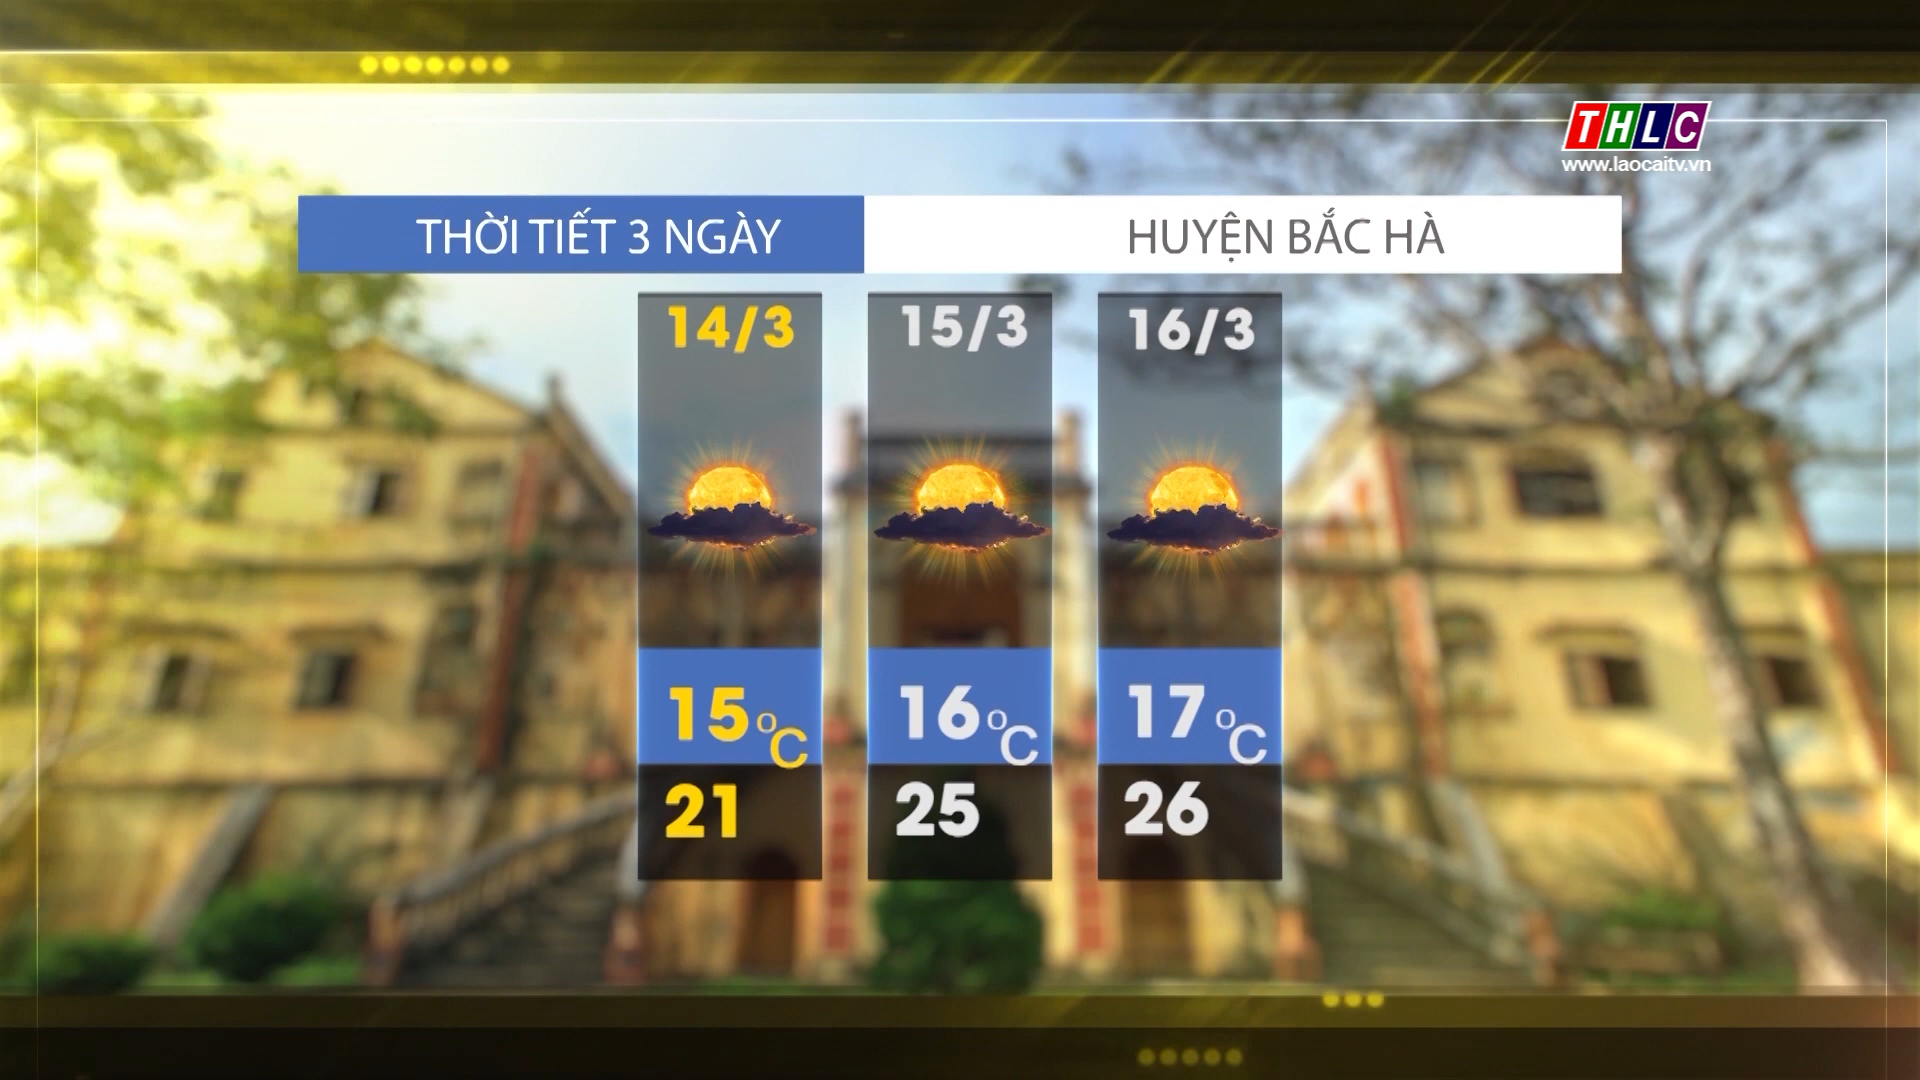 THLC
www.laocaitv.vn
THỜI TIẾT 3 NGÀY HUYỆN BẮC HÀ
14/3 15/3 16/3
15°C 16°C 17°C
21 25 26